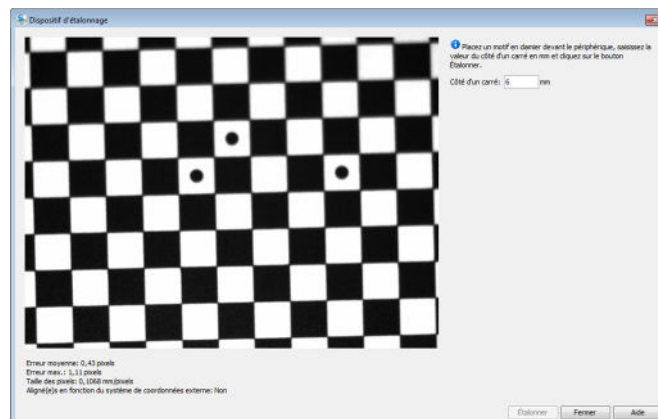 Dispositif d'étalonnage
Placez un motif en damier devant le périphérique, saisissez la
valeur du côté d'un carré en mm et cliquez sur le bouton
Étalonner.
Côté d'un carré: 6 mm
Erreur moyenne: 0,43 pixels
Erreur max.: 1,11 pixels
Taille des pixels: 0,1068 mm/pixels
Aligné(e)s en fonction du système de coordonnées externe: Non
Étalonner Fermer Aide